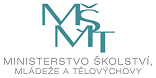 MŠMT
MINISTERSTVO ŠKOLSTVÍ,
MLÁDEŽE A TĚLOVÝCHOVY